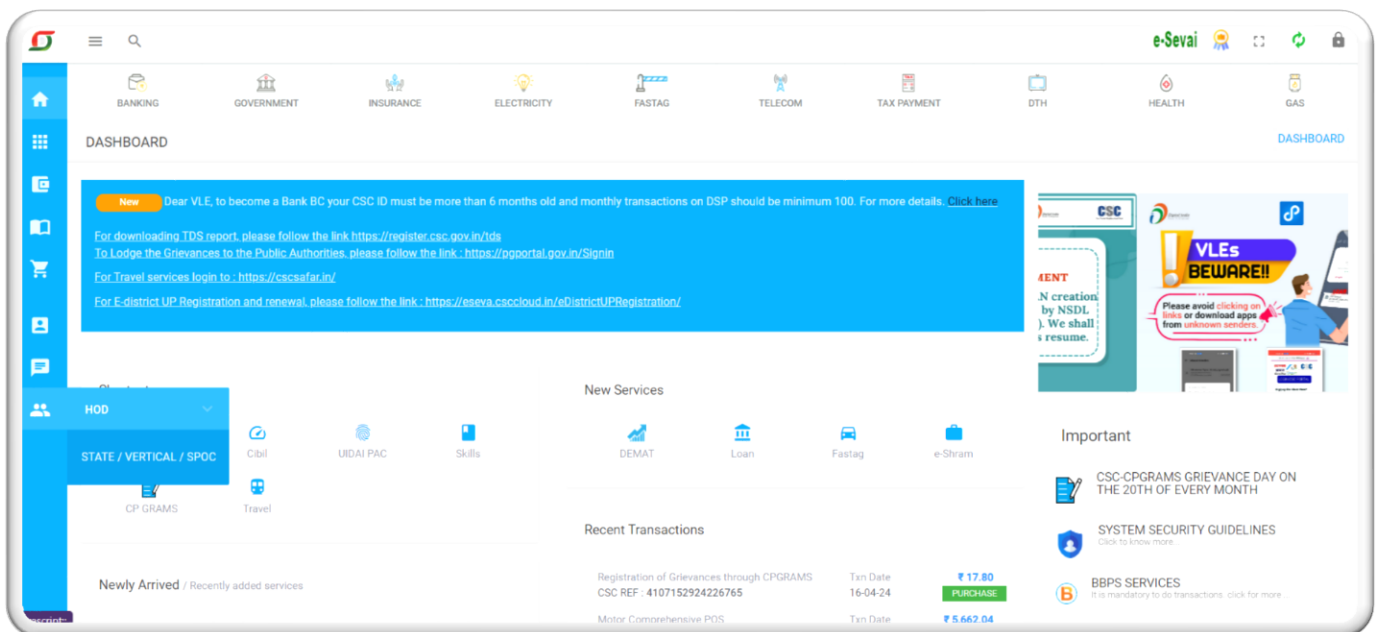 e-Sevai
BANKING
GOVERNMENT
INSURANCE
ELECTRICITY
FASTAG
TELECOM
TAX PAYMENT
DTH
HEALTH
GAS
DASHBOARD
DASHBOARD
New Dear VLE, to become a Bank BC your CSC ID must be more than 6 months old and monthly transactions on DSP should be minimum 100. For more details. Click here
For downloading TDS report, please follow the link https://register.csc.gov.in/tds
To Lodge the Grievances to the Public Authorities, please follow the link : https://pgportal.gov.in/Signin
For Travel services login to : https://cscsafar.in/
For E-district UP Registration and renewal, please follow the link : https://eseva.csccloud.in/eDistrictUPRegistration/
CSC
MENT
N creation
by NSDL
). We shall
s resume.
VLEs
BEWARE!!
Please avoid clicking on
links or download apps
from unknown senders.
HOD
STATE / VERTICAL / SPOC
Cibil
UIDAI PAC
Skills
CP GRAMS
Travel
New Services
DEMAT
Loan
Fastag
e-Shram
Recent Transactions
Registration of Grievances through CPGRAMS
Txn Date
₹ 17.80
CSC REF : 4107152924226765
16-04-24
PURCHASE
Motor Comprehensive POS
Txn Date
₹ 5,662.04
Newly Arrived / Recently added services
Important
CSC-CPGRAMS GRIEVANCE DAY ON
THE 20TH OF EVERY MONTH
SYSTEM SECURITY GUIDELINES
Click to know more...
BBPS SERVICES
It is mandatory to do transactions. click for more...